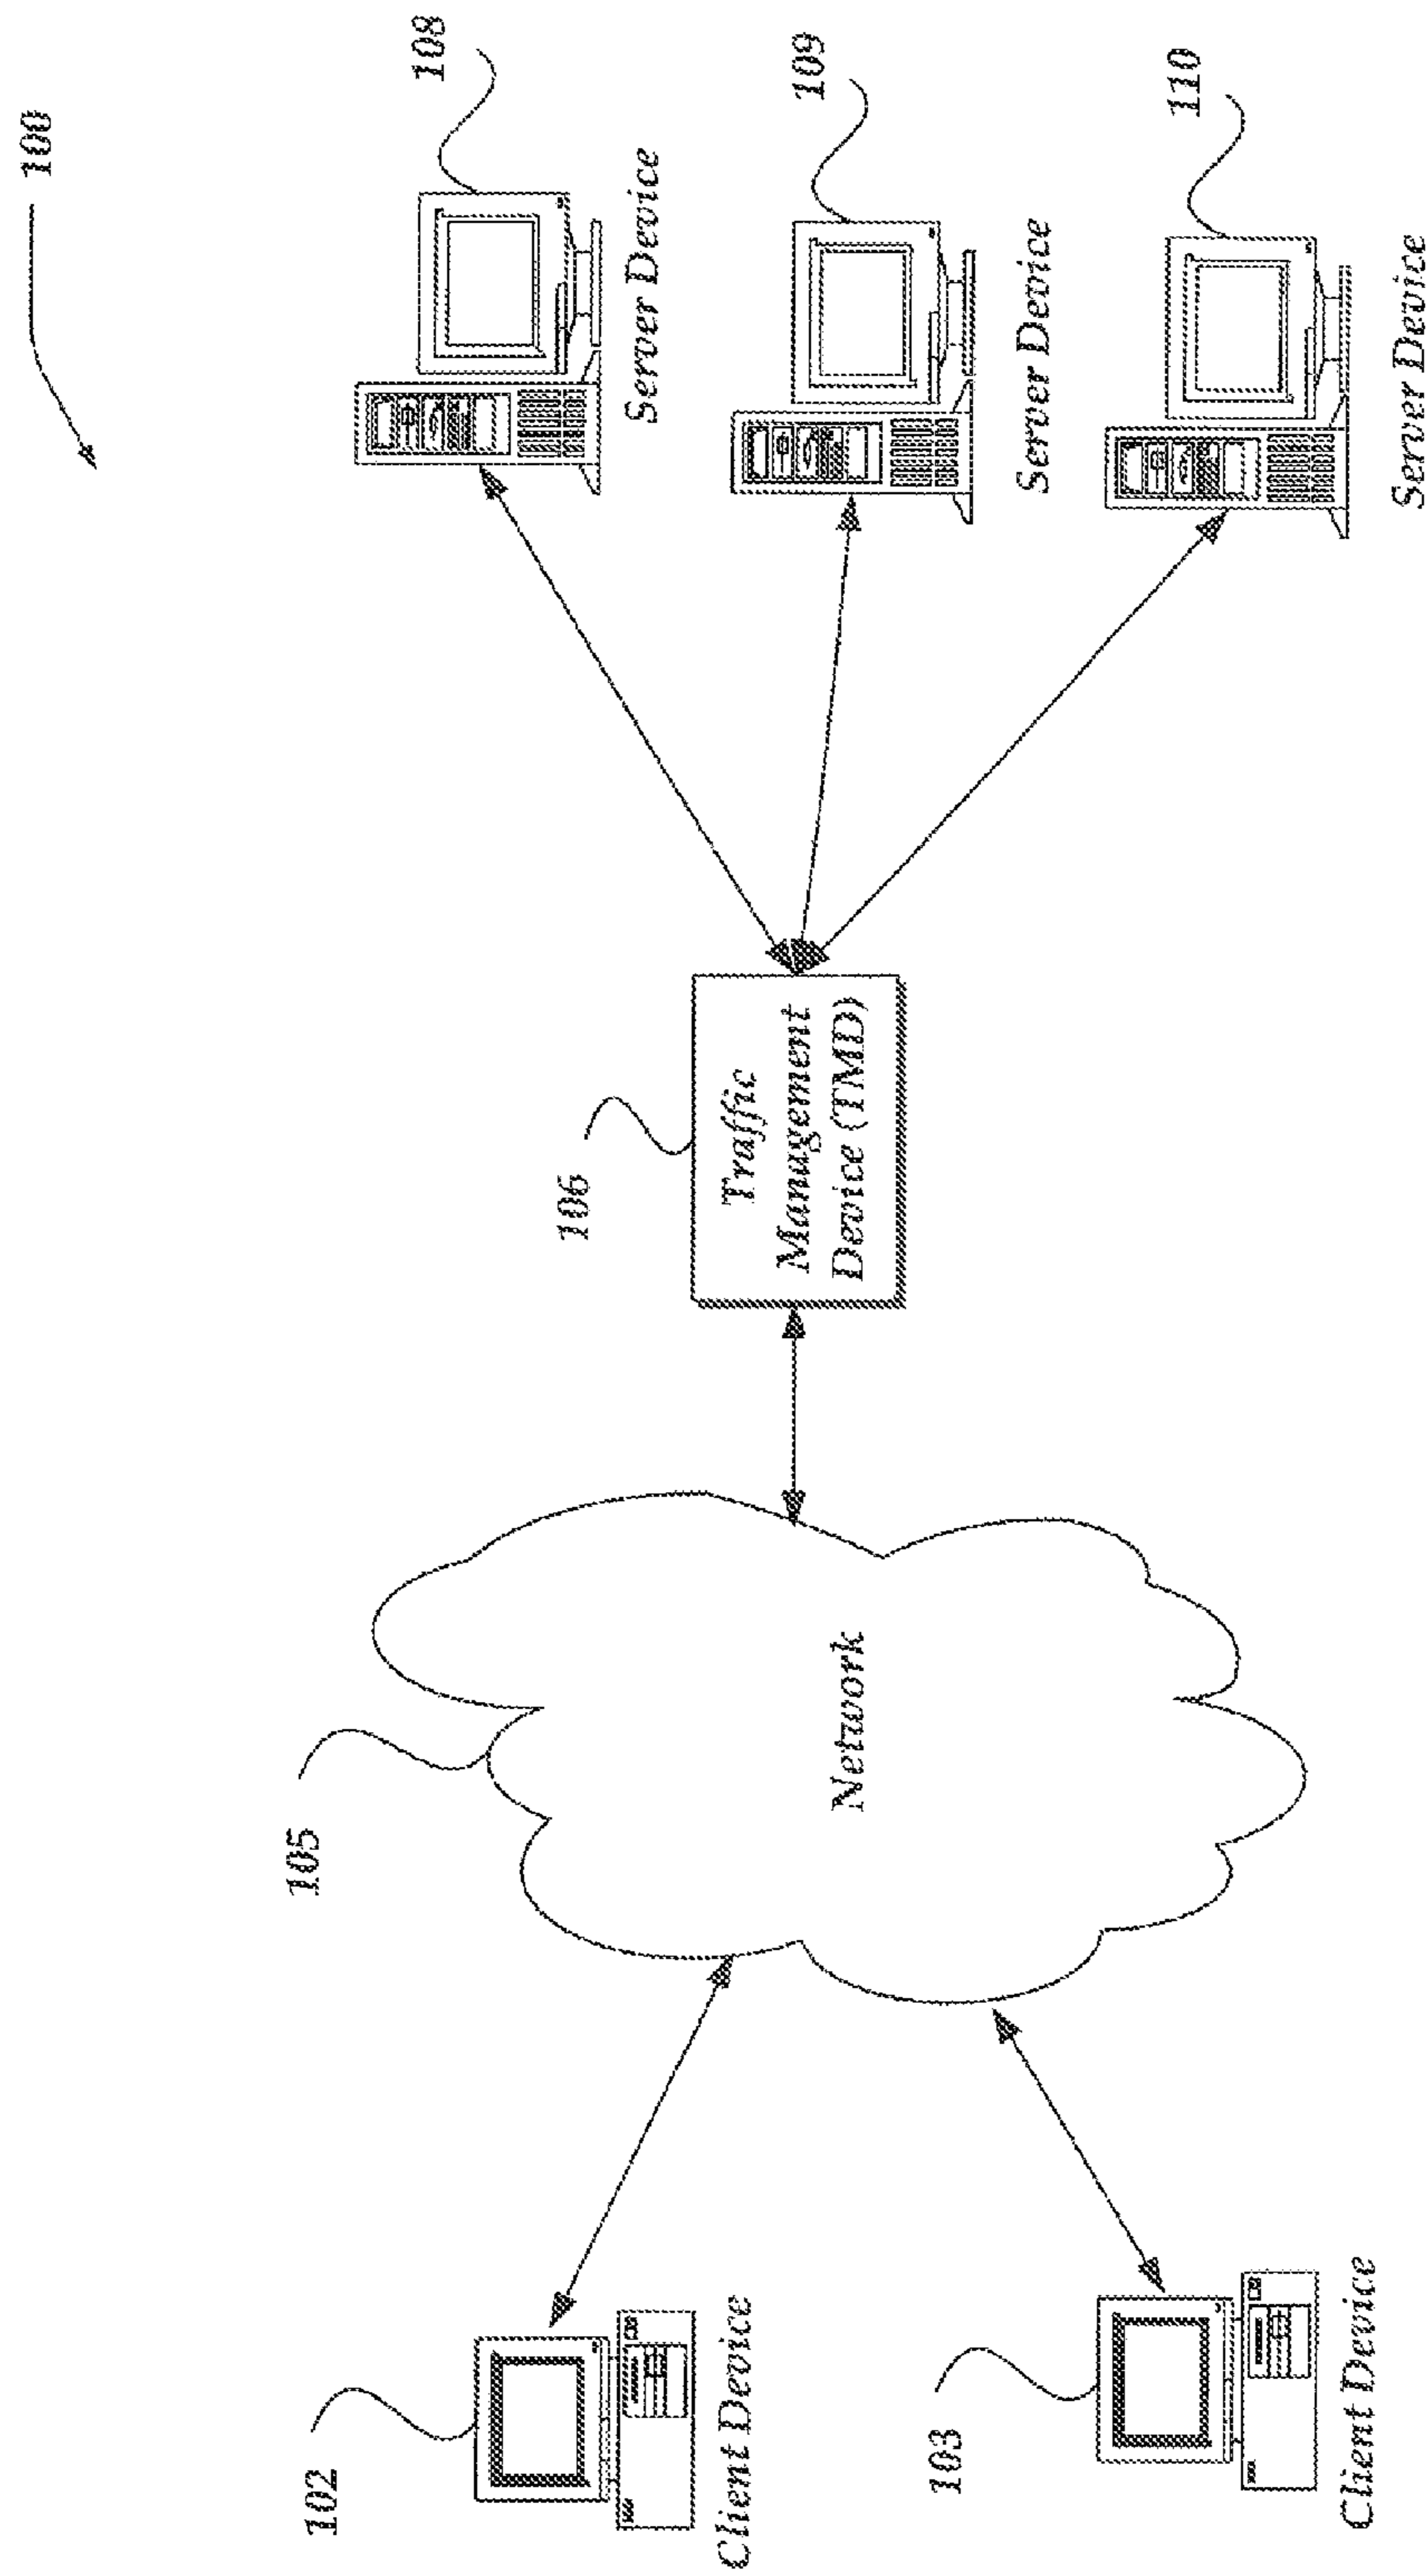 100
102
Client Device
103
Client Device
105
Network
106
Traffic
Management
Device (TMD)
108
Server Device
109
Server Device
110
Server Device